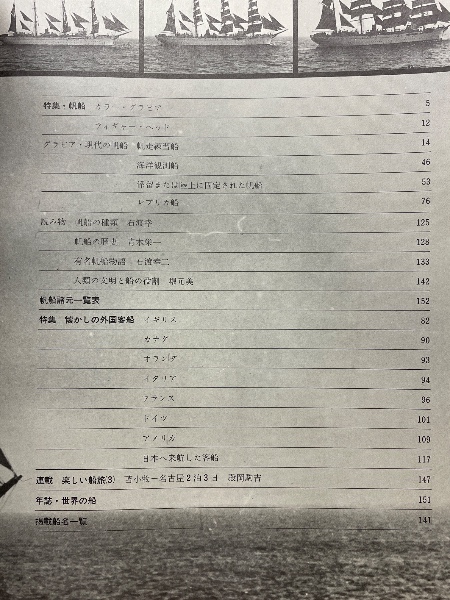 特集・帆船 カラー・グラビア 5
フィギャー・ヘッド 12
グラビア・現代の帆船 帆走練習船 14
海洋観測船 46
係留または陸上に固定された帆船 53
レプリカ船 76
読み物 帆船の種類 石渡幸二 125
帆船の歴史 青木栄一 128
有名帆船物語 石渡幸二 133
人類の文明と船の役割 堀元美 142
帆船諸元一覧表 152
特集 懐かしの外国客船 イギリス 82
カナダ 90
オランダ 93
イタリア 94
フランス 96
ドイツ 101
アメリカ 109
日本へ来航した客船 117
連載 楽しい船旅(3) 苫小牧―名古屋2泊3日 147
年誌・世界の船 151
掲載船名一覧 141